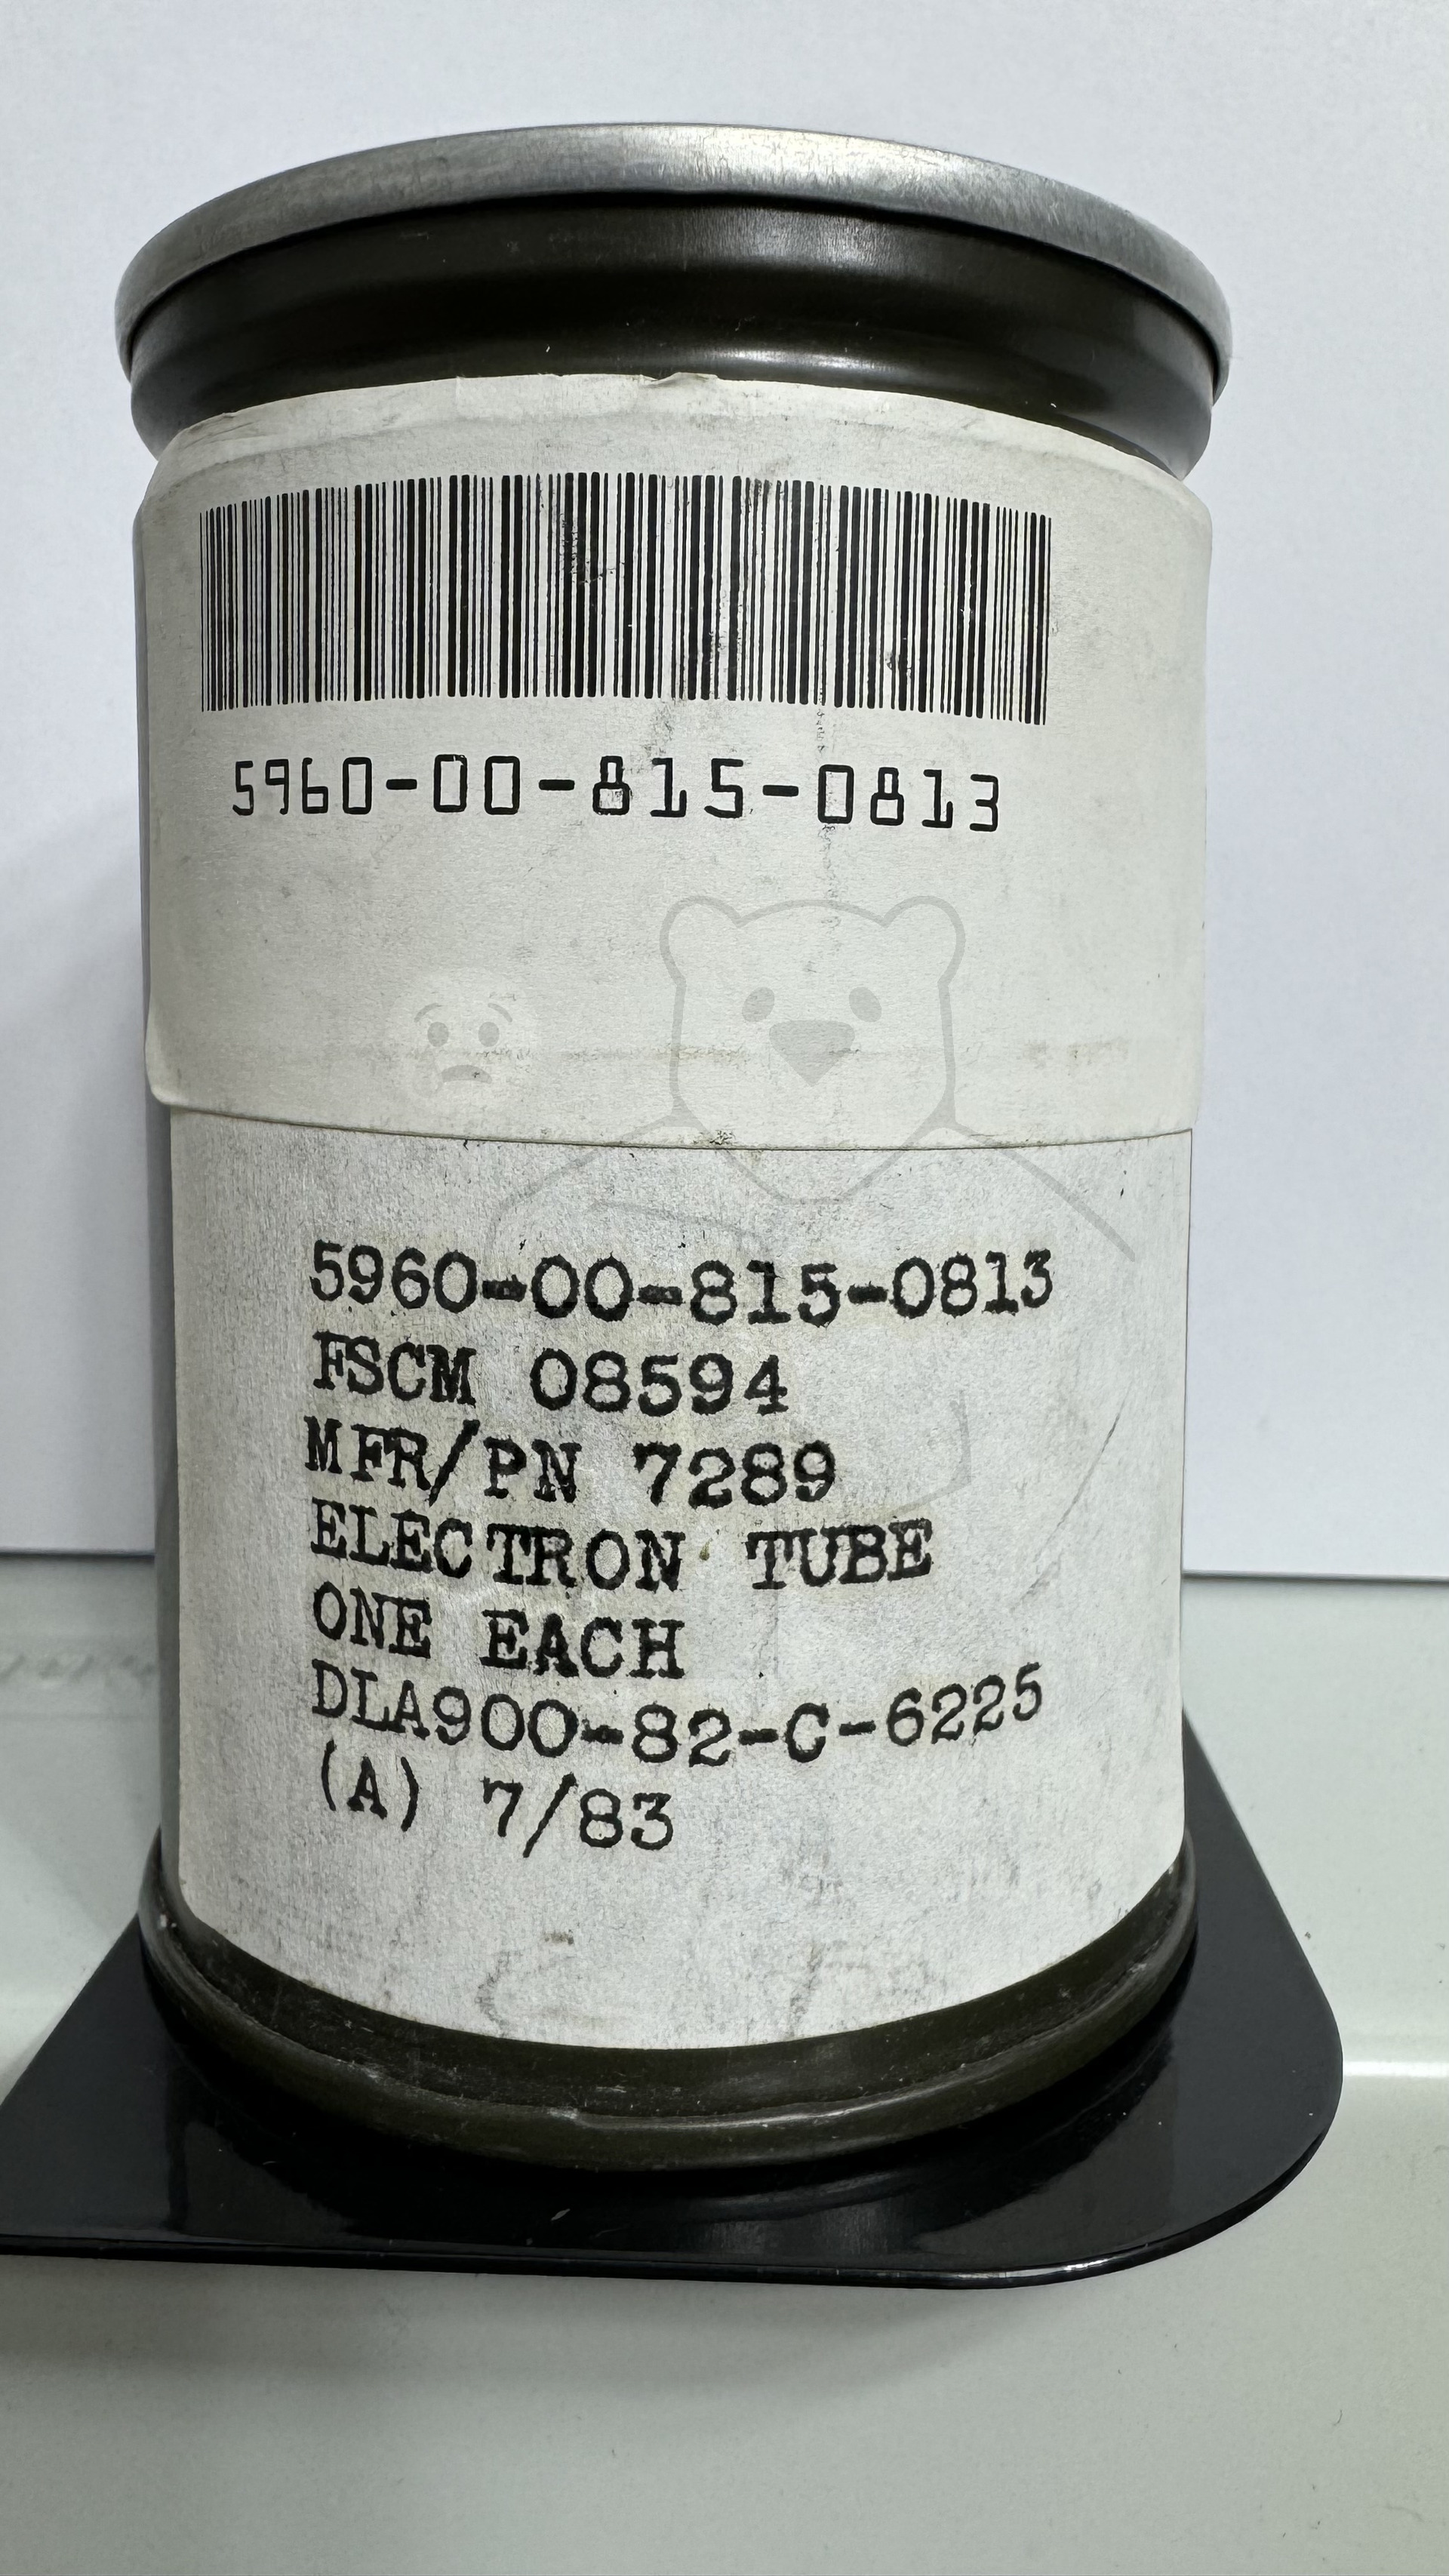 5960-00-815-0813
5960-00-815-0813
FSCM 08594
MFR/PN 7289
ELECTRON TUBE
ONE EACH
DLA900-82-C-6225
(A) 7/83